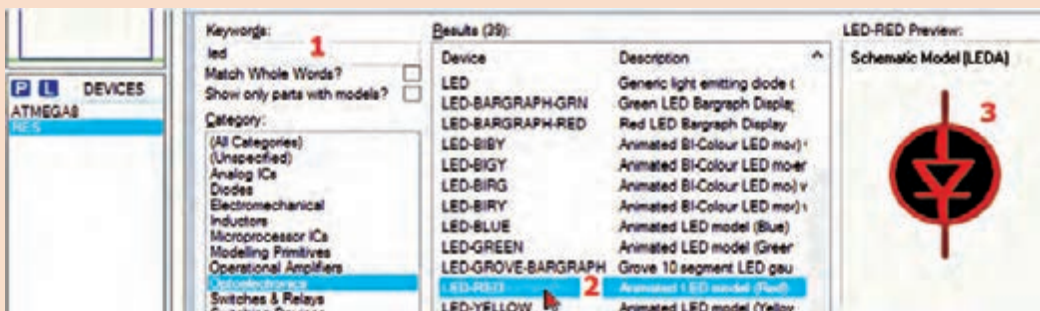 P L DEVICES
ATMEGA8
RES
Keywords:
led
1
Match Whole Words?
Show only parts with models?
Category:
(All Categories)
(Unspecified)
Analog ICs
Diodes
Electromechanical
Inductors
Microprocessor ICs
Modelling Primitives
Operational Amplifiers
Optoelectronics
Switches & Relays
Switching Devices
Results (39):
Device Description
LED Generic light emitting diode (
LED-BARGRAPH-GRN Green LED Bargraph Display
LED-BARGRAPH-RED Red LED Bargraph Display
LED-BIBY Animated BI-Colour LED
LED-BIGY Animated BI-Colour LED
LED-BIRG Animated BI-Colour LED
LED-BIRY Animated BI-Colour LED
LED-BLUE Animated LED model (Blue)
LED-GREEN Animated LED model (Green
LED-GROVE-BARGRAPH Grove 10 segment LED gau
LED-RED 2 Animated LED model (Red)
LED-YELLOW Animated LED model (Yellow
LED-RED Preview:
Schematic Model (LEDA)
3